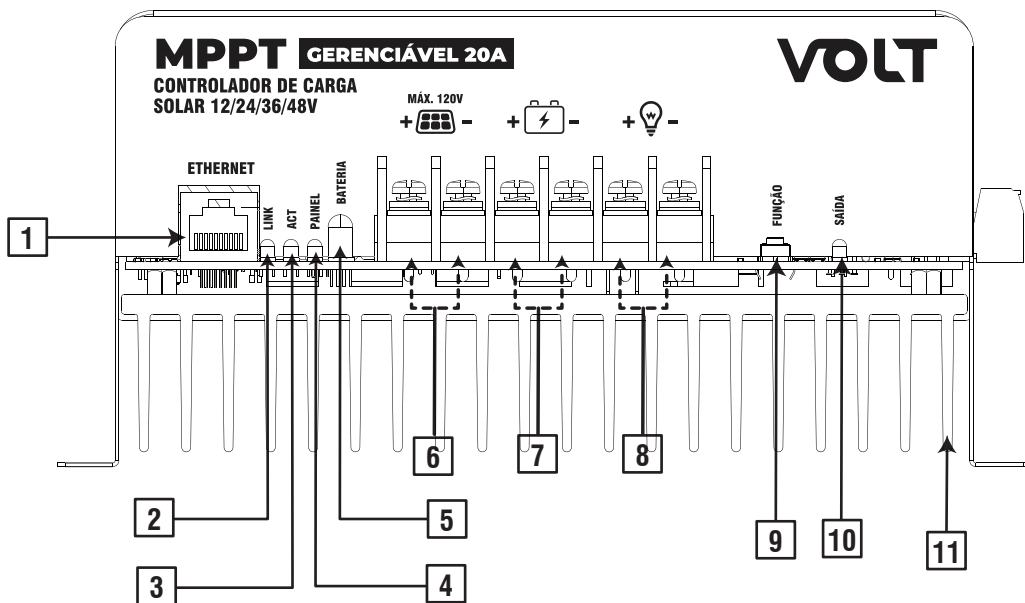 MPPT GERENCIÁVEL 20A
VOLT
CONTROLADOR DE CARGA
SOLAR 12/24/36/48V
MÁX. 120V
+ -
+ -
+ -
ETHERNET
LINK
ACT
PAINEL
BATERIA
FUNÇÃO
SAÍDA
1
6
7
8
2
5
9
10
11
3
4